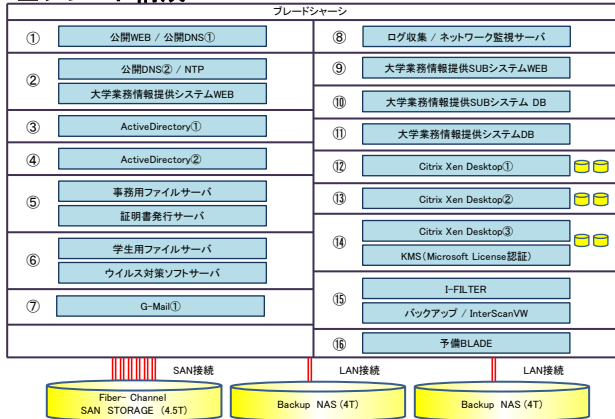 ブレードシャーシ
①
公開WEB / 公開DNS①
②
公開DNS② / NTP
大学業務情報提供システムWEB
③
ActiveDirectory①
④
ActiveDirectory②
⑤
事務用ファイルサーバ
証明書発行サーバ
⑥
学生用ファイルサーバ
ウイルス対策ソフトサーバ
⑦
G-Mail①
⑧
ログ収集 / ネットワーク監視サーバ
⑨
大学業務情報提供SUBシステムWEB
⑩
大学業務情報提供SUBシステム DB
⑪
大学業務情報提供システムDB
⑫
Citrix Xen Desktop①
⑬
Citrix Xen Desktop②
⑭
Citrix Xen Desktop③
KMS(Microsoft License認証)
⑮
I-FILTER
バックアップ / InterScanVW
⑯
予備BLADE
SAN接続
LAN接続
LAN接続
Fiber- Channel
SAN STORAGE (4.5T)
Backup NAS (4T)
Backup NAS (4T)